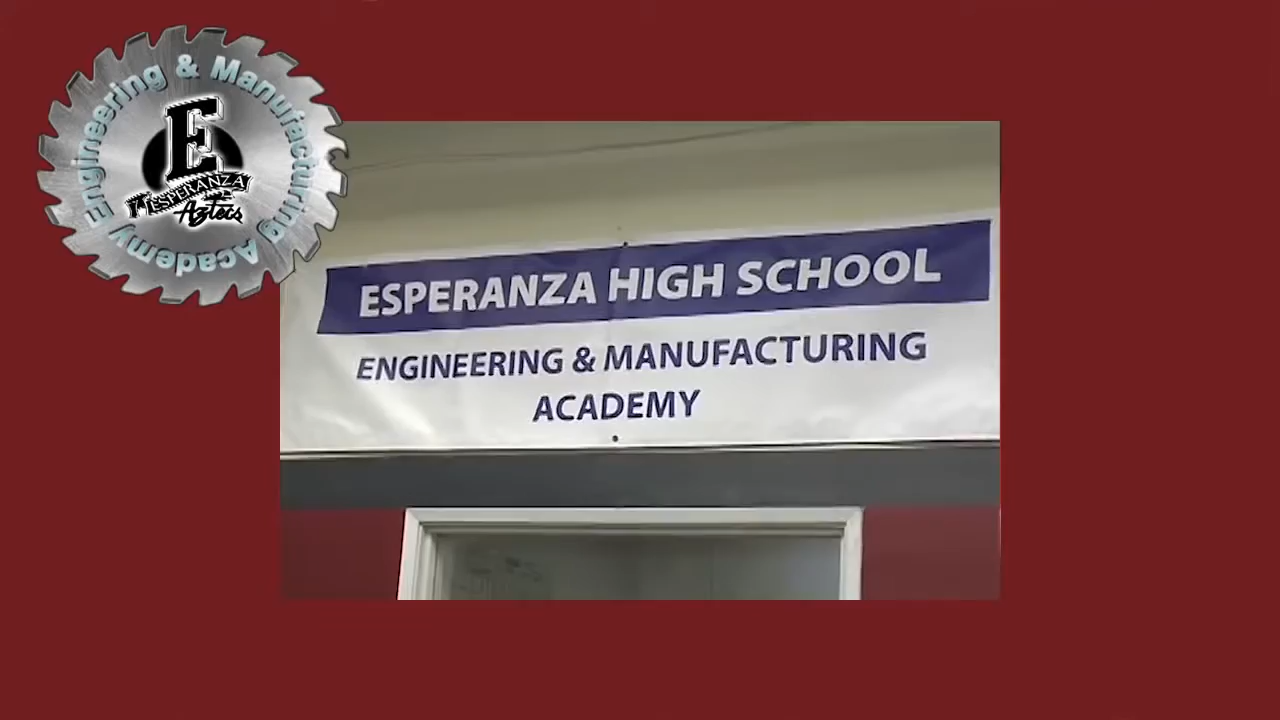 Engineering & Manufacturing Academy
E
ESPERANZA
Aztecs
ESPERANZA HIGH SCHOOL
ENGINEERING & MANUFACTURING
ACADEMY